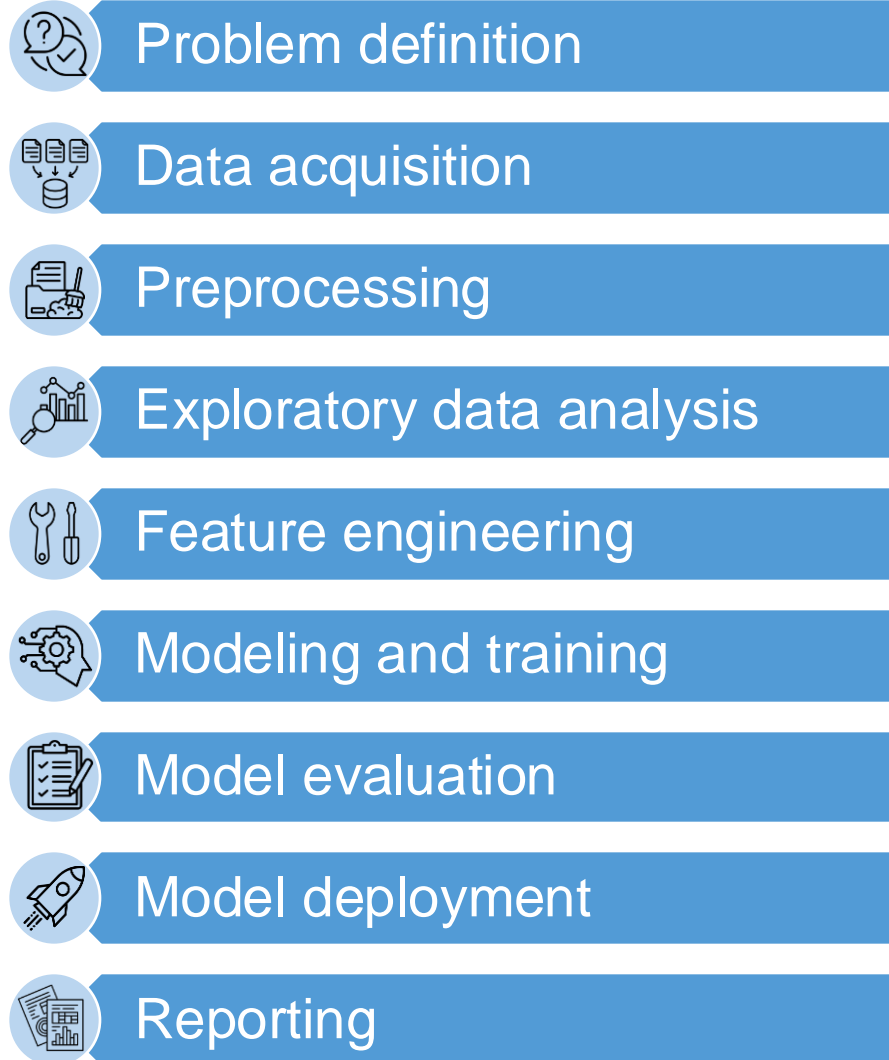 Problem definition
Data acquisition
Preprocessing
Exploratory data analysis
Feature engineering
Modeling and training
Model evaluation
Model deployment
Reporting